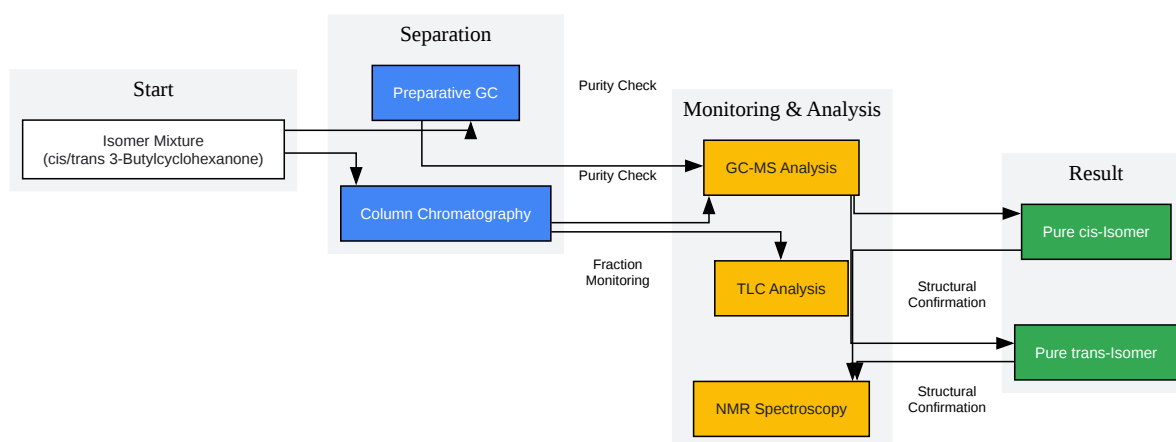 Start
Isomer Mixture
(cis/trans 3-Butylcyclohexanone)
Separation
Preparative GC
Column Chromatography
Purity Check
Purity Check
Fraction
Monitoring
Monitoring & Analysis
GC-MS Analysis
TLC Analysis
NMR Spectroscopy
Structural
Confirmation
Structural
Confirmation
Result
Pure cis-Isomer
Pure trans-Isomer